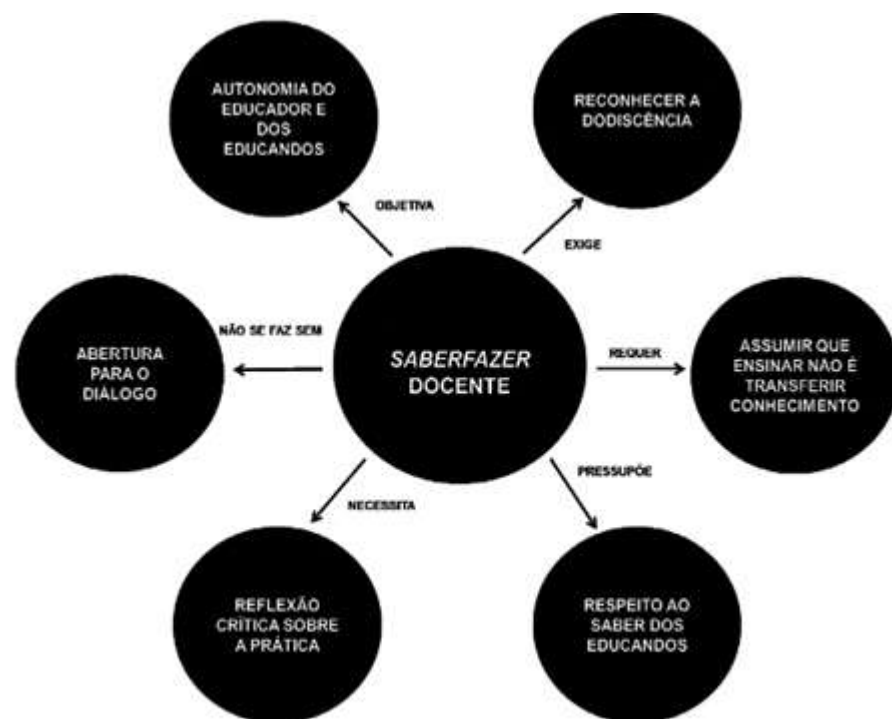 AUTONOMIA DO
EDUCADOR E
DOS
EDUCANDOS
RECONHECER A
DODISCÊNCIA
OBJETIVA
EXIGE
NÃO SE FAZ SEM
ABERTURA
PARA O
DIÁLOGO
SABERFAZER
DOCENTE
REQUER
ASSUMIR QUE
ENSINAR NÃO É
TRANSFERIR
CONHECIMENTO
NECESSITA
PRESSUPÕE
REFLEXÃO
CRÍTICA SOBRE
A PRÁTICA
RESPEITO AO
SABER DOS
EDUCANDOS